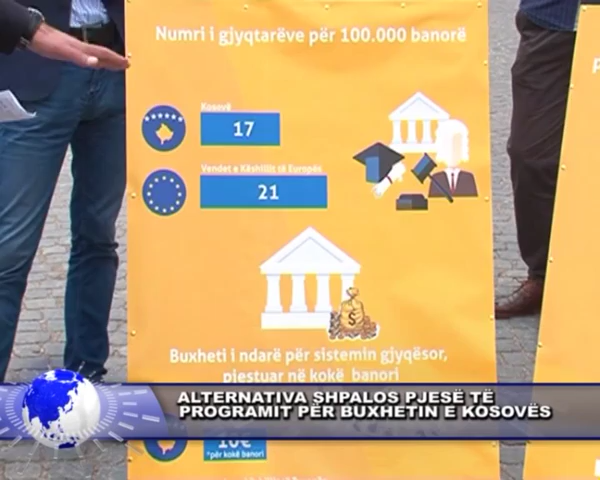 Numri i gjyqtarëve për 100.000 banorë
Kosovë
17
Vendet e Këshillit të Europës
21
$
Buxheti i ndarë për sistemin gjyqësor,
pjestuar në kokë banori
ALTERNATIVA SHPALOS PJESË TË
PROGRAMIT PËR BUXHETIN E KOSOVËS
10€
*për kokë banori